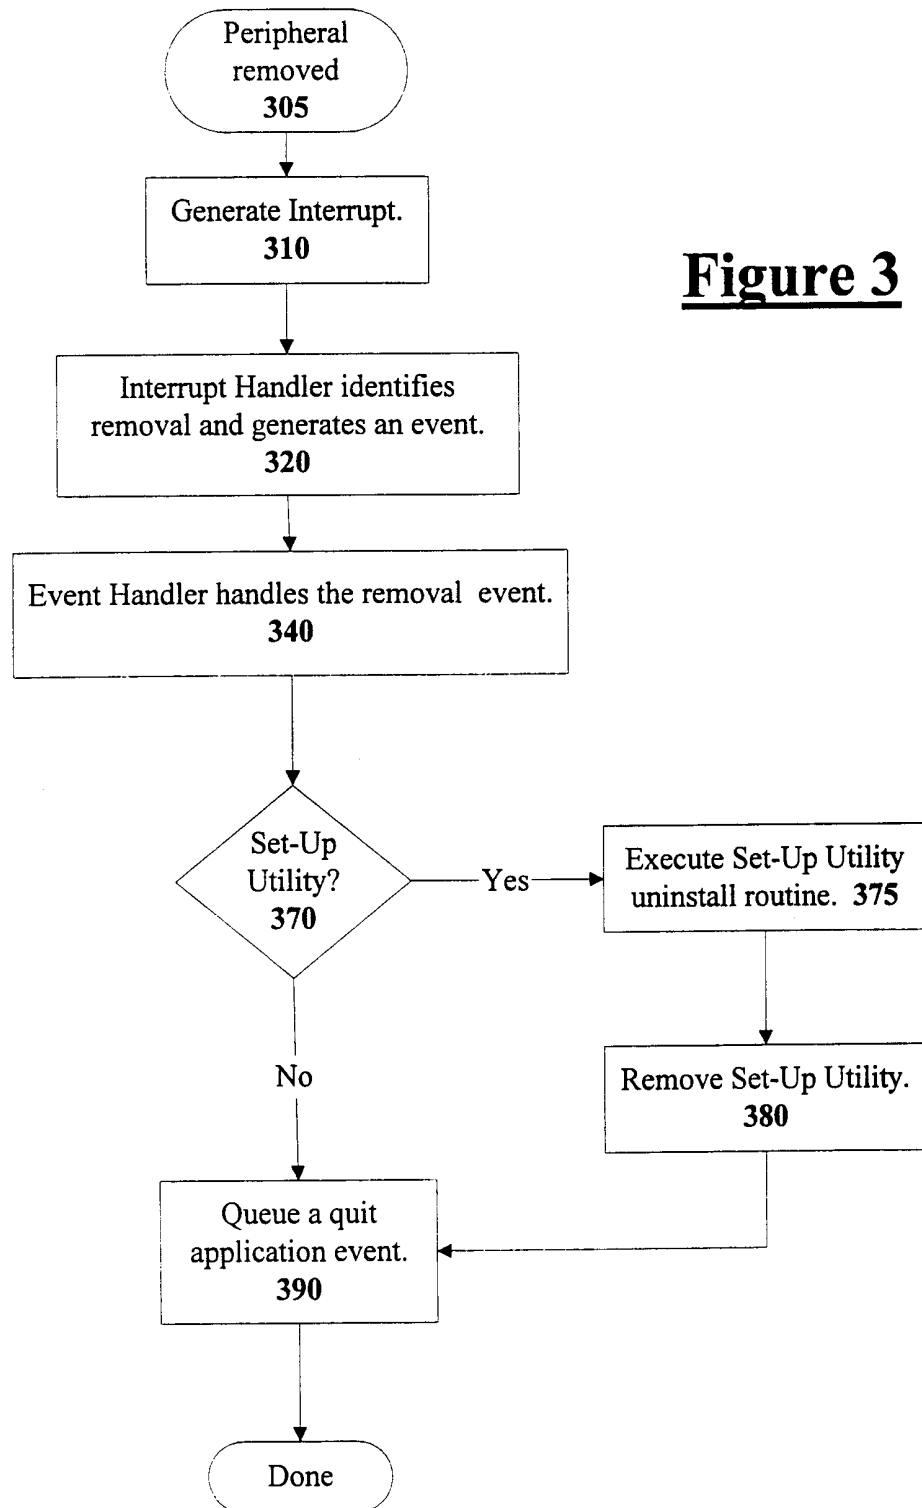 Peripheral
removed
305
Generate Interrupt.
310
Figure 3
Interrupt Handler identifies
removal and generates an event.
320
Event Handler handles the removal event.
340
Set-Up
Utility?
370
Yes
Execute Set-Up Utility
uninstall routine. 375
No
Remove Set-Up Utility.
380
Queue a quit
application event.
390
Done